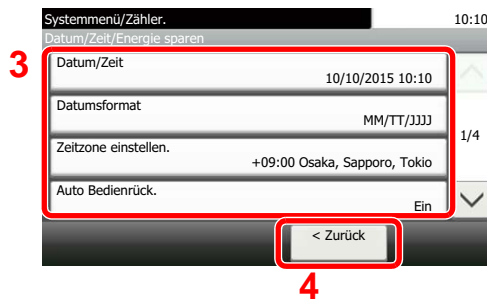 Systemmenü/Zähler.
10:10
Datum/Zeit/Energie sparen
3
Datum/Zeit
10/10/2015 10:10
Datumsformat
MM/TT/JJJJ
1/4
Zeitzone einstellen.
+09:00 Osaka, Sapporo, Tokio
Auto Bedienrück.
Ein
< Zurück
4